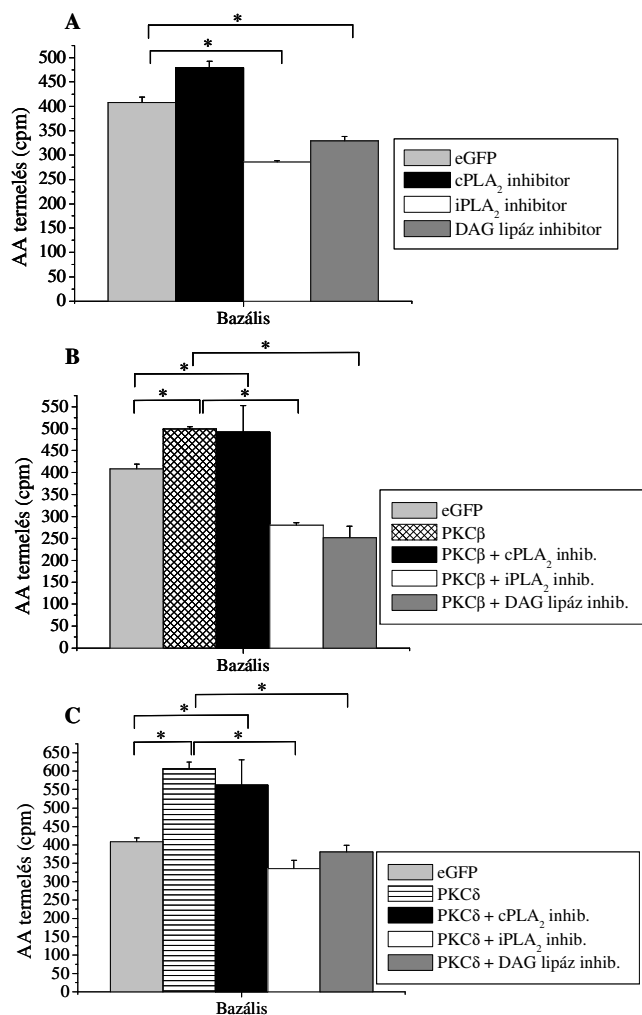 A
*
*
500
450
400
350
300
250
200
150
100
50
0
AA termelés (cpm)
Bazális
eGFP
cPLA₂ inhibitor
iPLA₂ inhibitor
DAG lipáz inhibitor
B
*
*
*
*
550
500
450
400
350
300
250
200
150
100
50
0
AA termelés (cpm)
Bazális
eGFP
PKCβ
PKCβ + cPLA₂ inhib.
PKCβ + iPLA₂ inhib.
PKCβ + DAG lipáz inhib.
C
*
*
*
*
650
600
550
500
450
400
350
300
250
200
150
100
50
0
AA termelés (cpm)
Bazális
eGFP
PKCδ
PKCδ + cPLA₂ inhib.
PKCδ + iPLA₂ inhib.
PKCδ + DAG lipáz inhib.